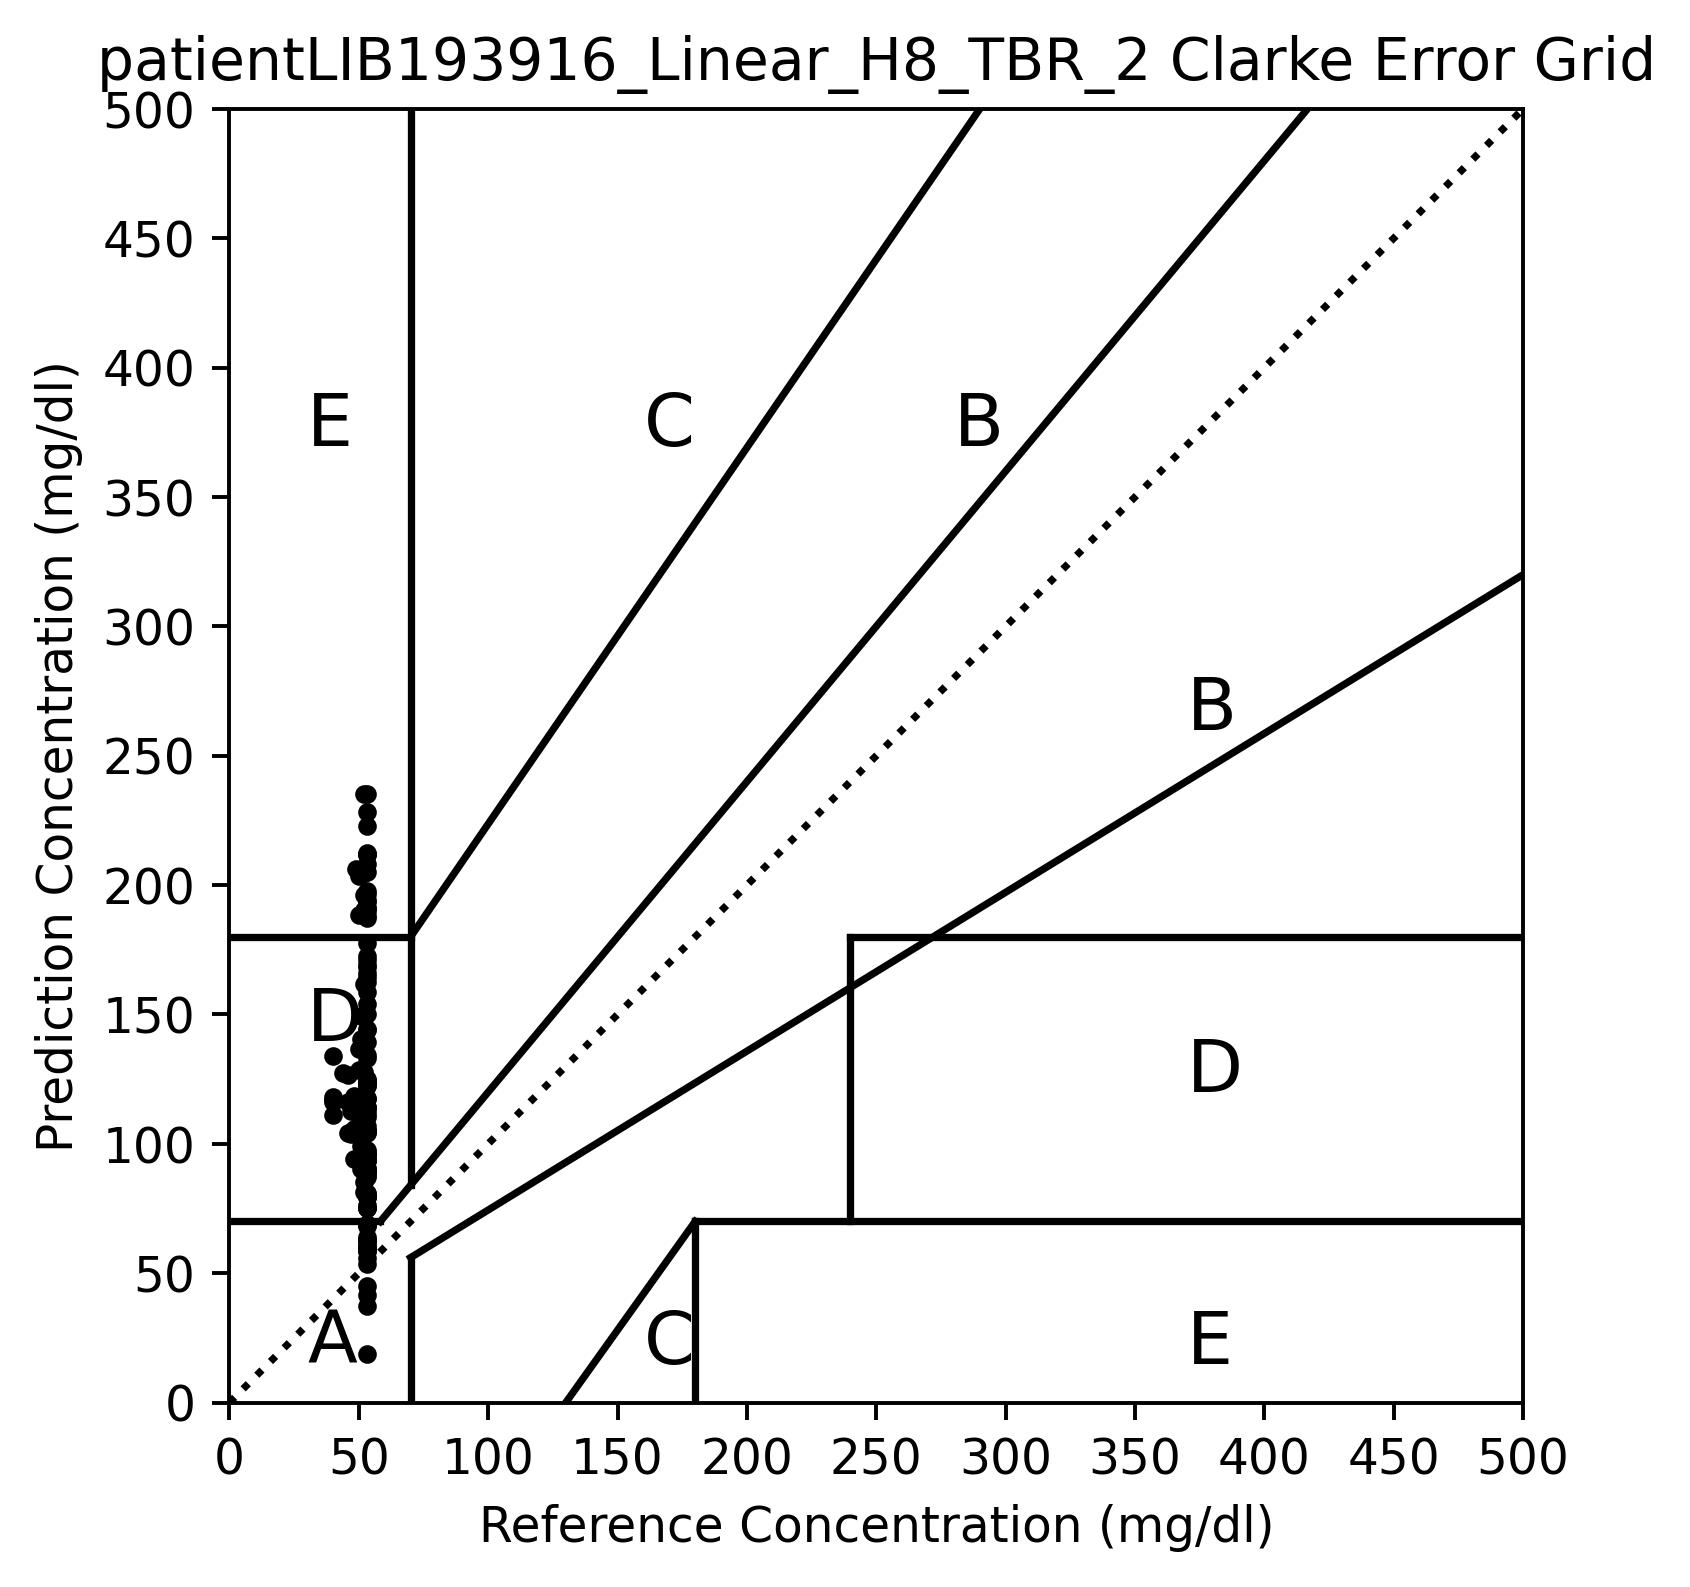 patientLIB193916_Linear_H8_TBR_2 Clarke Error Grid
500
450
400
350
300
250
200
150
100
50
0
Prediction Concentration (mg/dl)
E
C
B
B
D
D
A
C
E
0 50 100 150 200 250 300 350 400 450 500
Reference Concentration (mg/dl)